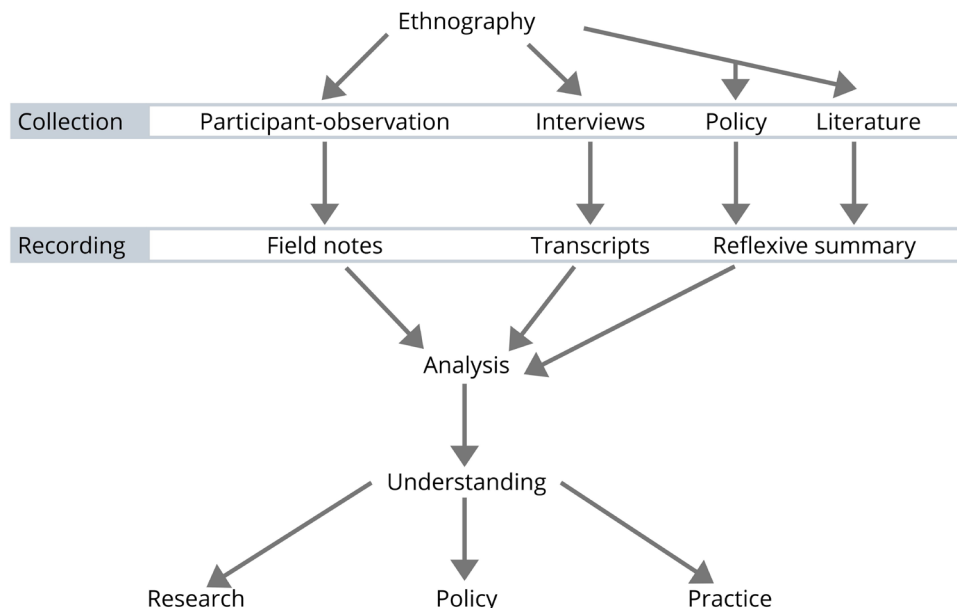 Ethnography
Collection Participant-observation Interviews Policy Literature
Recording Field notes Transcripts Reflexive summary
Analysis
Understanding
Research Policy Practice